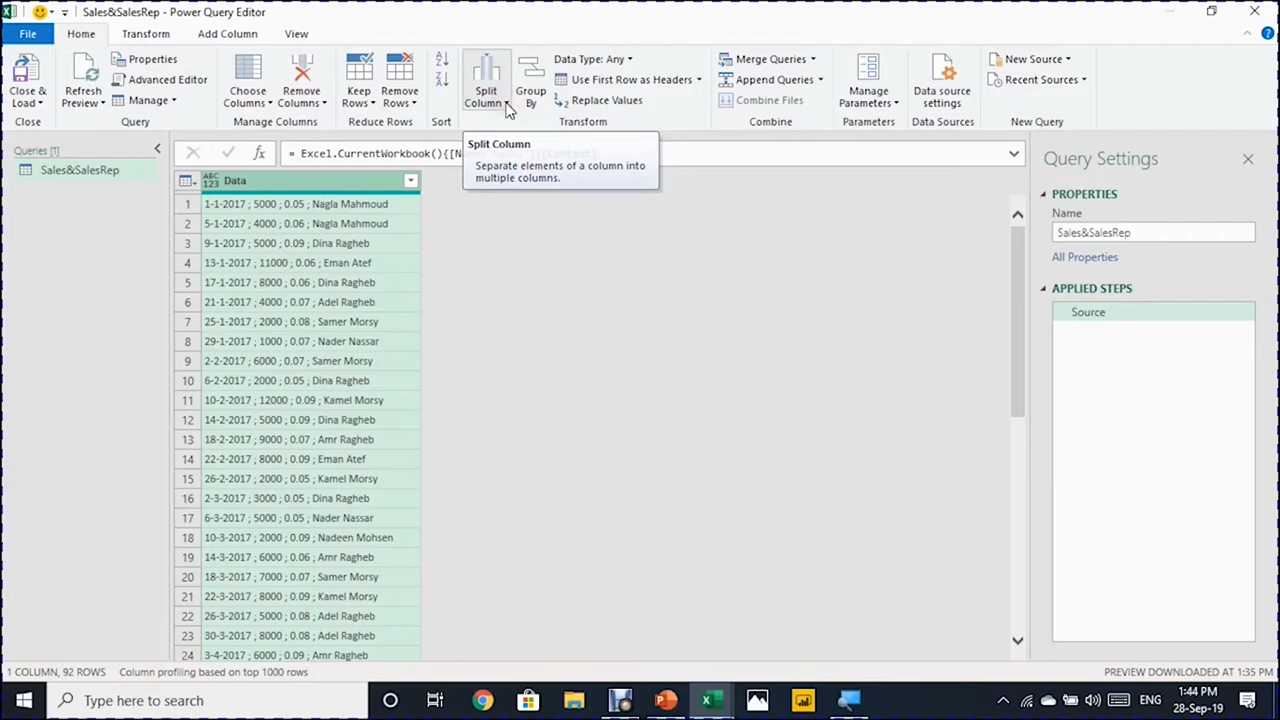 Sales&SalesRep - Power Query Editor
File
Home
Transform
Add Column
View
Close & Load
Refresh Preview
Properties
Advanced Editor
Manage
Choose Columns
Remove Columns
Keep Rows
Remove Rows
Split Column
Group By
Data Type: Any
Use First Row as Headers
Replace Values
Merge Queries
Append Queries
Combine Files
Manage Parameters
Data source settings
New Source
Recent Sources
Close
Query
Manage Columns
Reduce Rows
Sort
Transform
Combine
Parameters
Data Sources
New Query
Queries [1]
Sales&SalesRep
= Excel.CurrentWorkbook(){[
Split Column
Separate elements of a column into
multiple columns.
ABC
123
Data
1 1-1-2017 ; 5000 ; 0.05 ; Nagla Mahmoud
2 5-1-2017 ; 4000 ; 0.06 ; Nagla Mahmoud
3 9-1-2017 ; 5000 ; 0.09 ; Dina Ragheb
4 13-1-2017 ; 11000 ; 0.06 ; Eman Atef
5 17-1-2017 ; 8000 ; 0.06 ; Dina Ragheb
6 21-1-2017 ; 4000 ; 0.07 ; Adel Ragheb
7 25-1-2017 ; 2000 ; 0.08 ; Samer Morsy
8 29-1-2017 ; 1000 ; 0.07 ; Nader Nassar
9 2-2-2017 ; 6000 ; 0.07 ; Samer Morsy
10 6-2-2017 ; 2000 ; 0.05 ; Dina Ragheb
11 10-2-2017 ; 12000 ; 0.09 ; Kamel Morsy
12 14-2-2017 ; 5000 ; 0.09 ; Dina Ragheb
13 18-2-2017 ; 9000 ; 0.07 ; Amr Ragheb
14 22-2-2017 ; 8000 ; 0.09 ; Eman Atef
15 26-2-2017 ; 2000 ; 0.05 ; Kamel Morsy
16 2-3-2017 ; 3000 ; 0.05 ; Dina Ragheb
17 6-3-2017 ; 5000 ; 0.05 ; Nader Nassar
18 10-3-2017 ; 2000 ; 0.09 ; Nadeen Mohsen
19 14-3-2017 ; 6000 ; 0.06 ; Amr Ragheb
20 18-3-2017 ; 7000 ; 0.07 ; Samer Morsy
21 22-3-2017 ; 8000 ; 0.09 ; Kamel Morsy
22 26-3-2017 ; 5000 ; 0.08 ; Adel Ragheb
23 30-3-2017 ; 8000 ; 0.08 ; Adel Ragheb
24 3-4-2017 ; 6000 ; 0.09 ; Amr Ragheb
Query Settings
PROPERTIES
Name
Sales&SalesRep
All Properties
APPLIED STEPS
Source
1 COLUMN, 92 ROWS
Column profiling based on top 1000 rows
PREVIEW DOWNLOADED AT 1:35 PM
Type here to search
ENG
1:44 PM
28-Sep-19